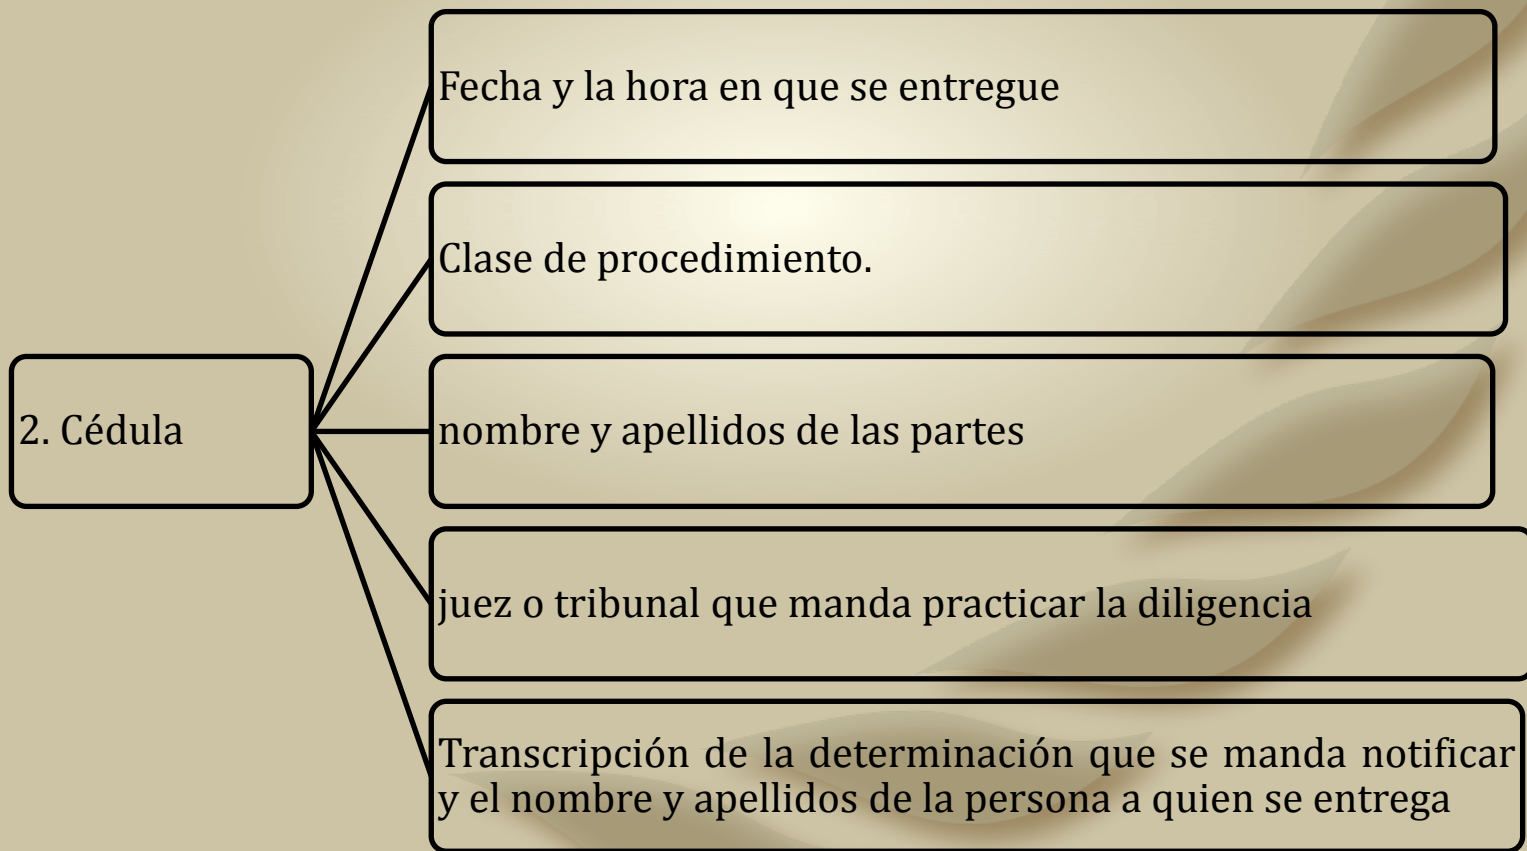 Fecha y la hora en que se entregue
Clase de procedimiento.
2. Cédula
nombre y apellidos de las partes
juez o tribunal que manda practicar la diligencia
Transcripción de la determinación que se manda notificar
y el nombre y apellidos de la persona a quien se entrega